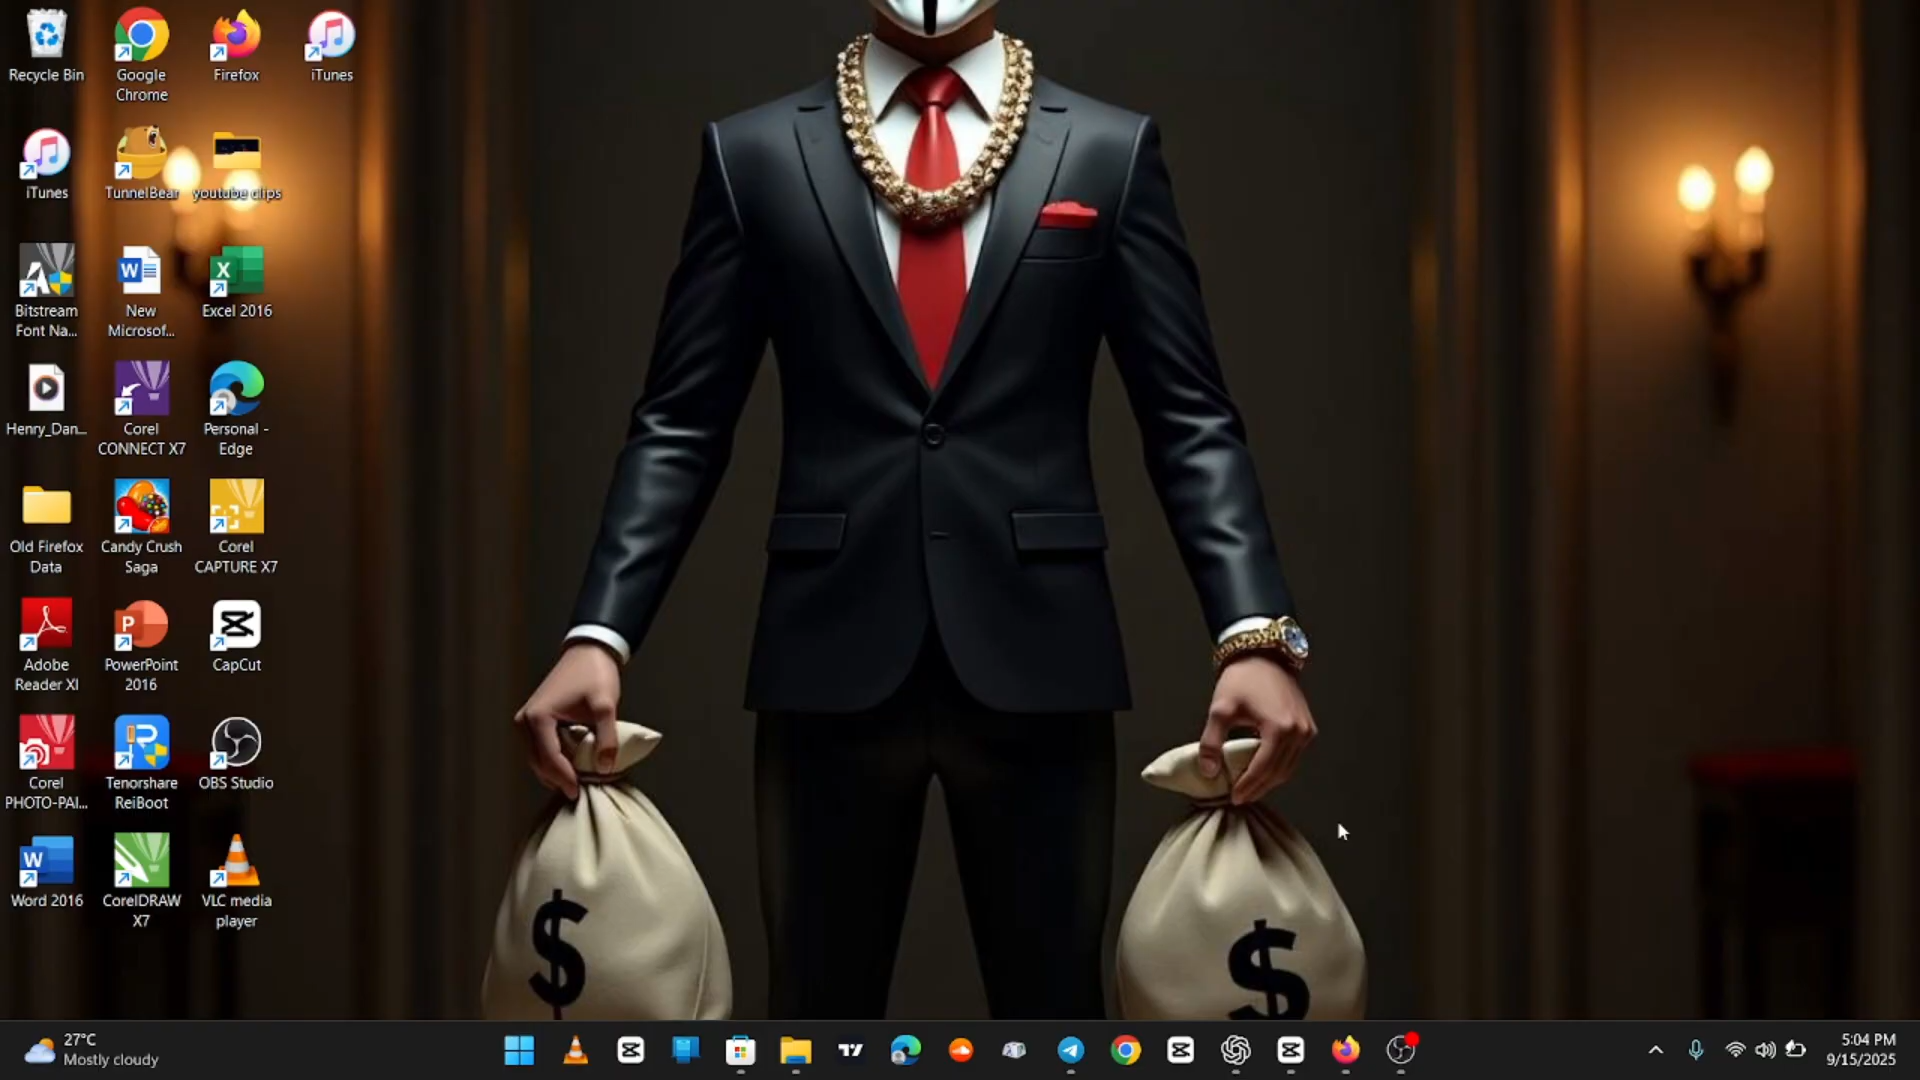 Recycle Bin
Google
Chrome
Firefox
iTunes
iTunes
TunnelBear
youtube clips
Bitstream
Font Na...
New
Microsof...
Excel 2016
Henry_Dan...
Corel
CONNECT X7
Personal -
Edge
Old Firefox
Data
Candy Crush
Saga
Corel
CAPTURE X7
Adobe
Reader XI
PowerPoint
2016
CapCut
Corel
PHOTO-PAI...
Tenorshare
ReiBoot
OBS Studio
Word 2016
CorelDRAW
X7
VLC media
player
$
$
27°C
Mostly cloudy
5:04 PM
9/15/2025